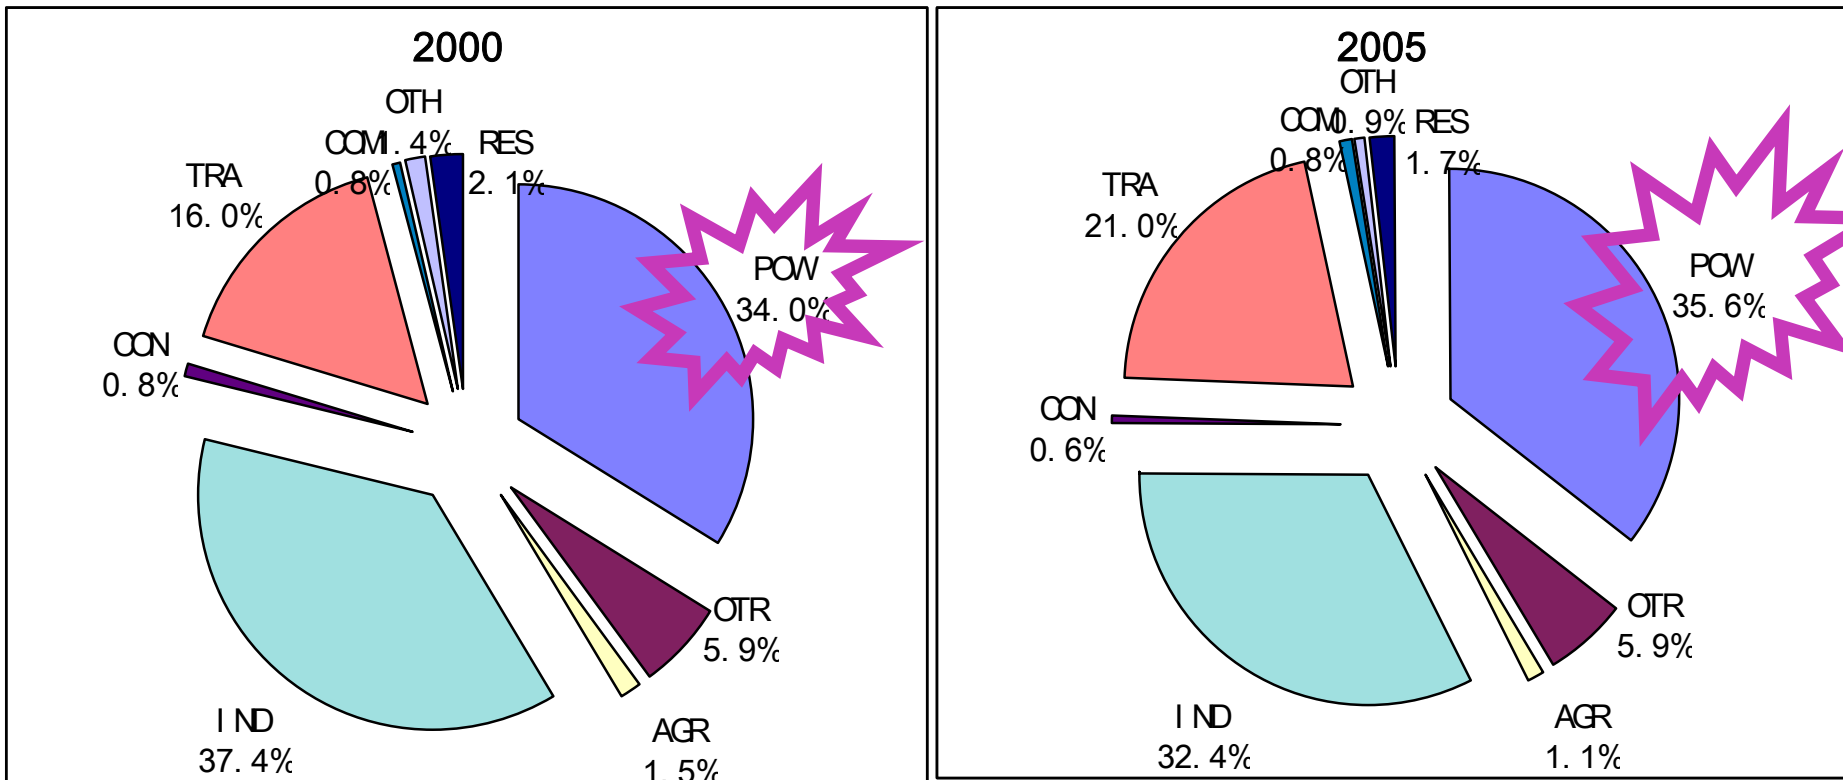 2000
OTH
1.4%
COM
0.8%
RES
2.1%
TRA
16.0%
POW
34.0%
CON
0.8%
OTR
5.9%
IND
37.4%
AGR
1.5%
2005
OTH
0.9%
COM
0.8%
RES
1.7%
TRA
21.0%
POW
35.6%
CON
0.6%
OTR
5.9%
IND
32.4%
AGR
1.1%